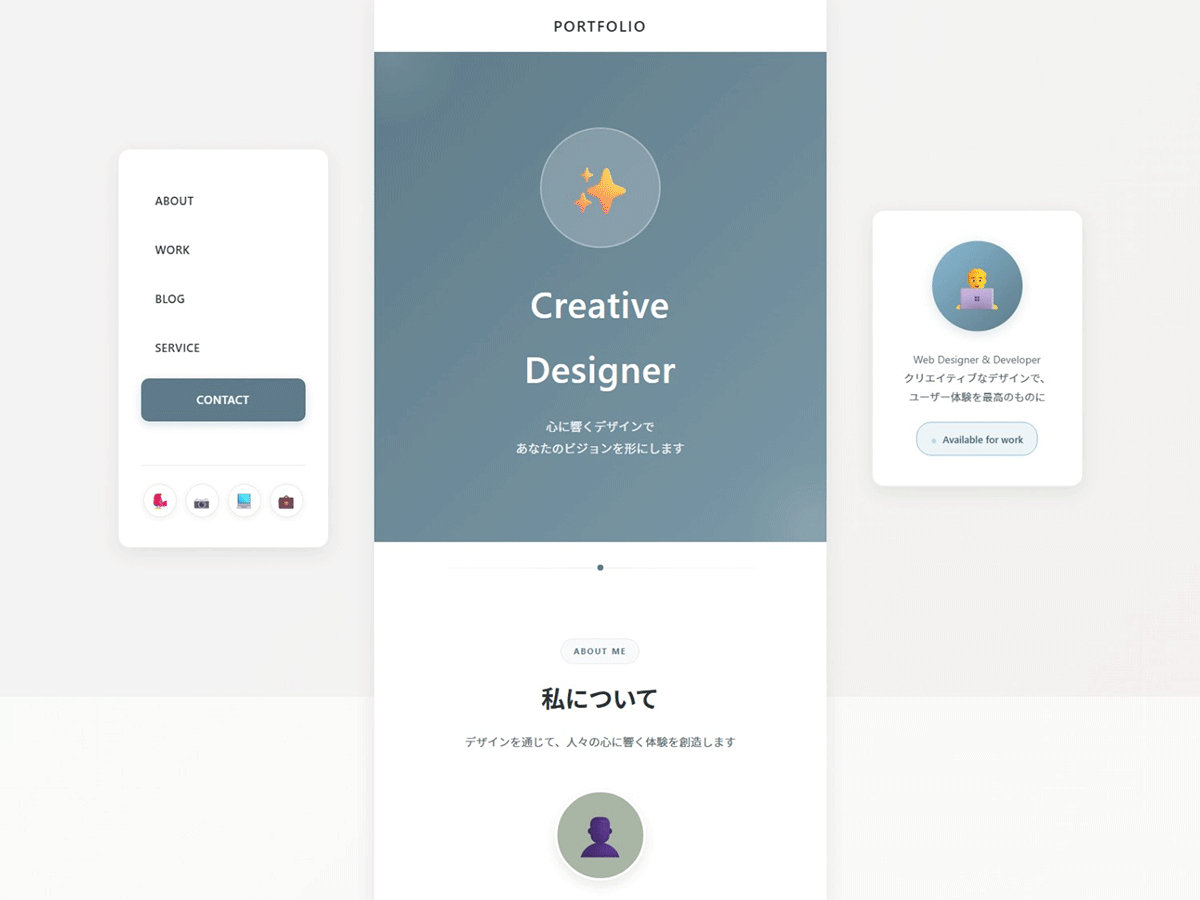 PORTFOLIO
ABOUT
WORK
BLOG
SERVICE
CONTACT
Creative
Designer
心に響くデザインで
あなたのビジョンを形にします
Web Designer & Developer
クリエイティブなデザインで、
ユーザー体験を最高のものに
Available for work
ABOUT ME
私について
デザインを通じて、人々の心に響く体験を創造します